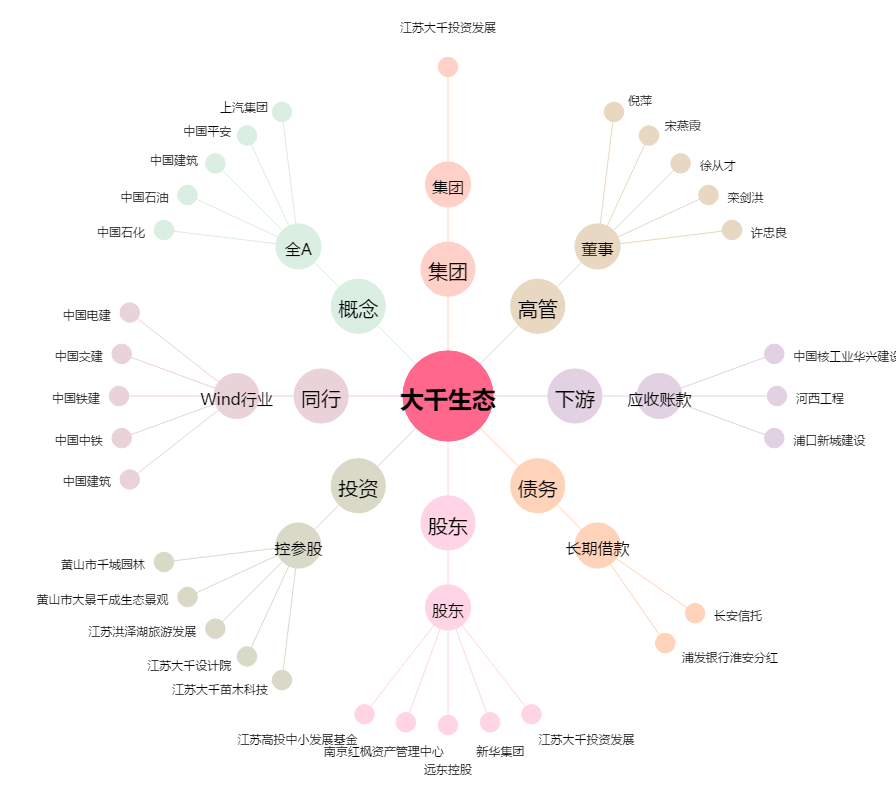 江苏大千投资发展
倪萍
上汽集团
宋燕霞
中国平安
中国建筑
徐从才
集团
中国石油
栾剑洪
中国石化
许忠良
全A
董事
集团
概念
高管
中国电建
中国交建
中国核工业华兴建设
中国铁建
Wind行业
同行
大千生态
下游
应收账款
河西工程
中国中铁
浦口新城建设
中国建筑
投资
债务
股东
控参股
长期借款
黄山市千城园林
黄山市大景千成生态景观
股东
长安信托
江苏洪泽湖旅游发展
浦发银行淮安分红
江苏大千设计院
江苏大千苗木科技
江苏高投中小发展基金
南京红枫资产管理中心
新华集团
江苏大千投资发展
远东控股